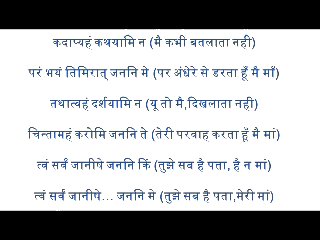 कदाप्यहं कथयामि न (मै कभी बतलाता नही)
परं भयं तिमिरात् जननि मे (पर अंधेरे से डरता हूँ मै माँ)
तथाप्यहं दर्शयामि न (यू तो मै,दिखलाता नही)
चिन्तामहं करोमि जननि ते (तेरी परवाह करता हूँ मै मां)
त्वं सर्वं जानीषे जननि किं (तुझे सब है पता, है न मां)
त्वं सर्वं जानीषे... जननि मे (तुझे सब है पता,मेरी मां)